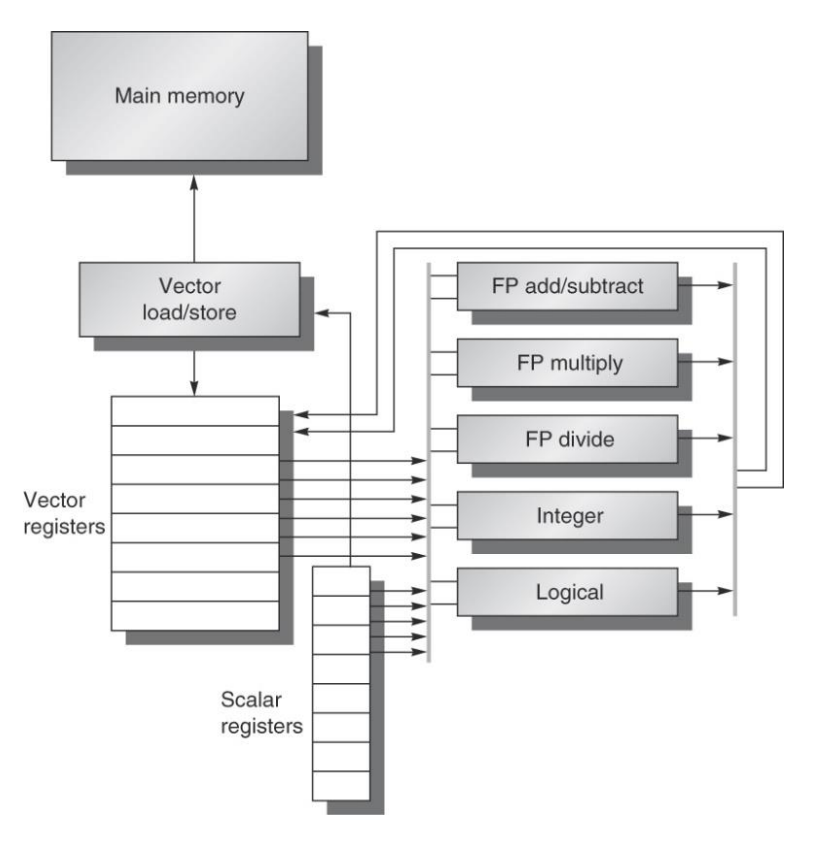 Main memory
Vector
load/store
FP add/subtract
FP multiply
FP divide
Integer
Logical
Vector
registers
Scalar
registers